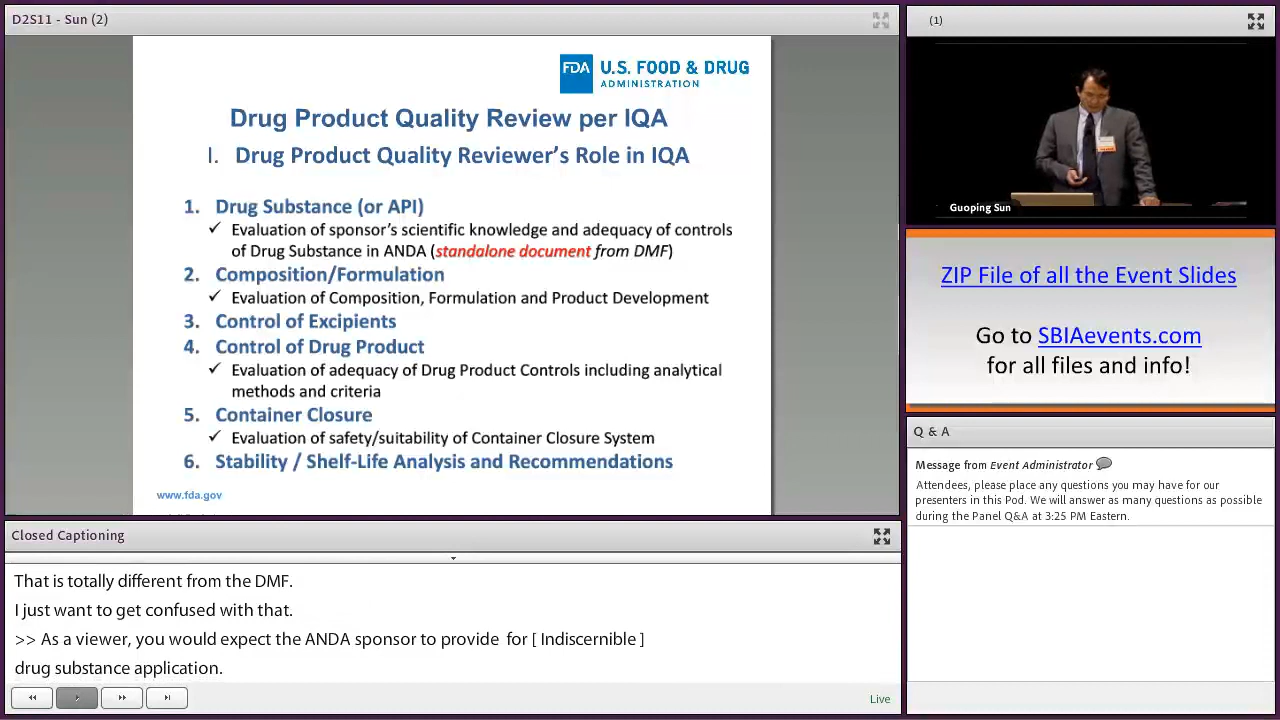 D2S11 - Sun (2)
FDA U.S. FOOD & DRUG
ADMINISTRATION
Drug Product Quality Review per IQA
I. Drug Product Quality Reviewer's Role in IQA
1. Drug Substance (or API)
✓ Evaluation of sponsor's scientific knowledge and adequacy of controls
of Drug Substance in ANDA (standalone document from DMF)
2. Composition/Formulation
✓ Evaluation of Composition, Formulation and Product Development
3. Control of Excipients
4. Control of Drug Product
✓ Evaluation of adequacy of Drug Product Controls including analytical
methods and criteria
5. Container Closure
✓ Evaluation of safety/suitability of Container Closure System
6. Stability / Shelf-Life Analysis and Recommendations
www.fda.gov
(1)
Guoping Sun
ZIP File of all the Event Slides
Go to SBIAevents.com
for all files and info!
Q & A
Message from Event Administrator
Attendees, please place any questions you may have for our
presenters in this Pod. We will answer as many questions as possible
during the Panel Q&A at 3:25 PM Eastern.
Closed Captioning
That is totally different from the DMF.
I just want to get confused with that.
>> As a viewer, you would expect the ANDA sponsor to provide for [ Indiscernible ]
drug substance application.
Live